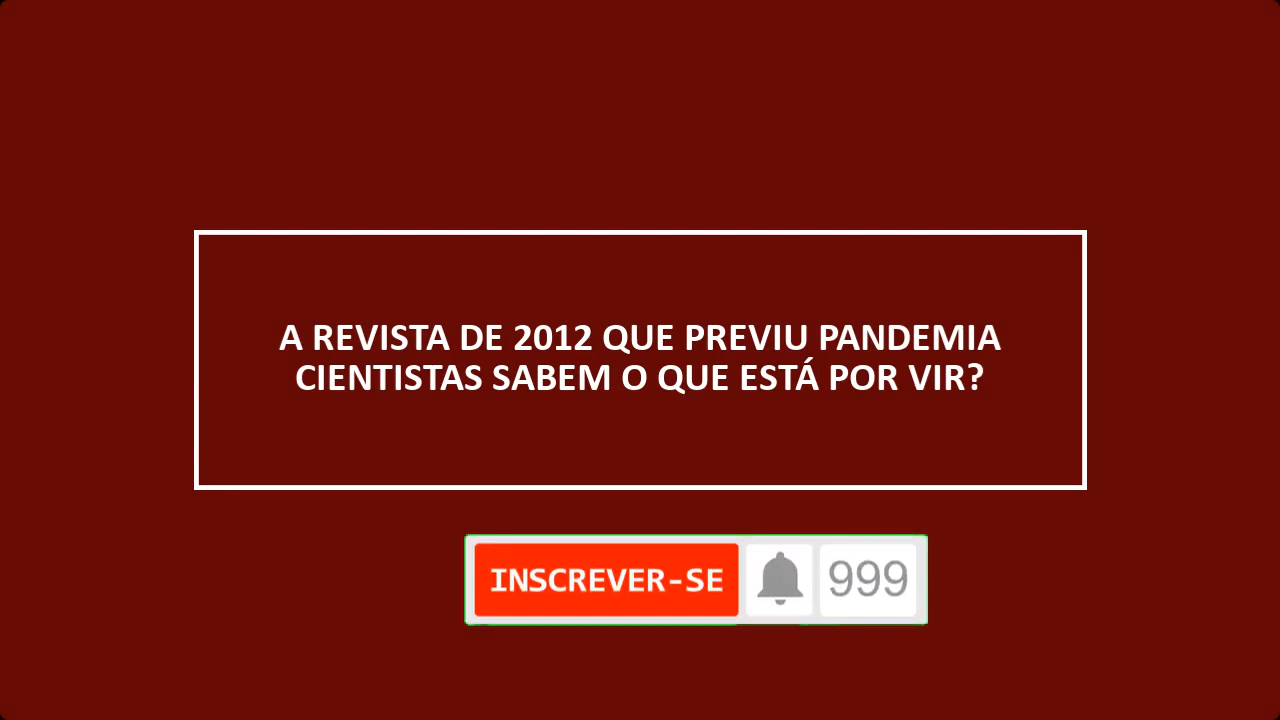 A REVISTA DE 2012 QUE PREVIU PANDEMIA
CIENTISTAS SABEM O QUE ESTÁ POR VIR?
INSCREVER-SE 999